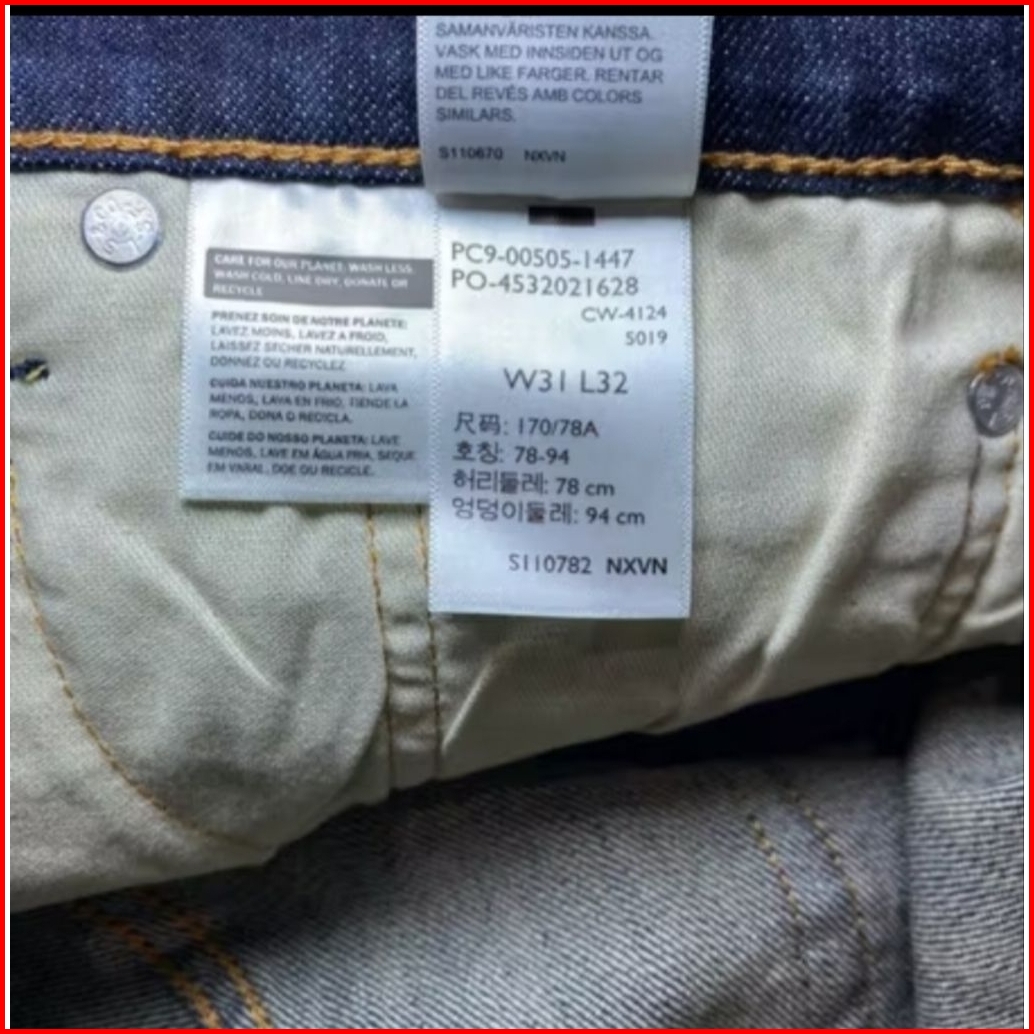 SAMANVÄRISTEN KANSSA.
VASK MED INNSIDEN UT OG
MED LIKE FARGER. RENTAR
DEL REVÉS AMB COLORS
SIMILARS.
S110670 NXVN
CARE FOR OUR PLANET: WASH LESS,
WASH COLD, LINE DRY, DONATE OR
RECYCLE
PRENEZ SOIN DE NOTRE PLANETE:
LAVEZ MOINS, LAVEZ A FROID,
LAISSEZ SECHER NATURELLEMENT,
DONNEZ OU RECYCLEZ
CUIDA NUESTRO PLANETA: LAVA
MENOS, LAVA EN FRIO, TIENDE LA
ROPA, DONA O RECICLA.
CUIDE DO NOSSO PLANETA: LAVE
MENOS, LAVE EM ÁGUA FRIA, SEQUE
EM VARAL, DOE OU RECICLE.
PC9-00505-1447
PO-4532021628
CW-4124
5019
W31 L32
尺码: 170/78A
호칭: 78-94
허리둘레: 78 cm
엉덩이둘레: 94 cm
S110782 NXVN